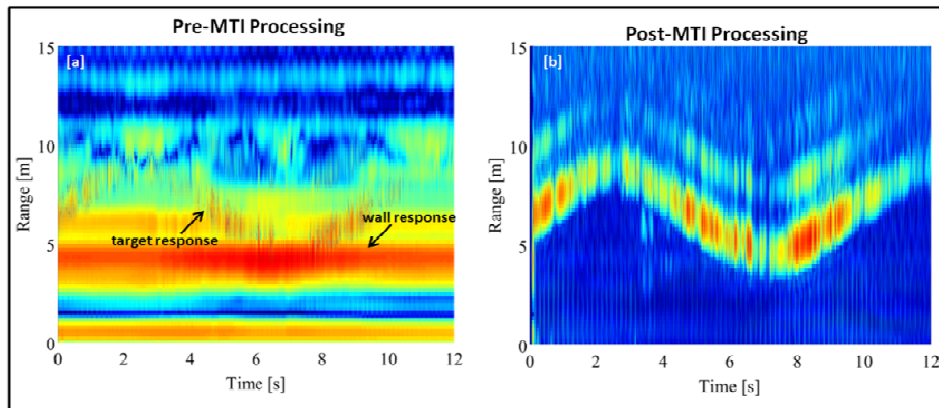 Pre-MTI Processing
[a]
15
10
5
0
Range [m]
target response
wall response
0 2 4 6 8 10 12
Time [s]
Post-MTI Processing
[b]
15
10
5
0
Range [m]
0 2 4 6 8 10 12
Time [s]